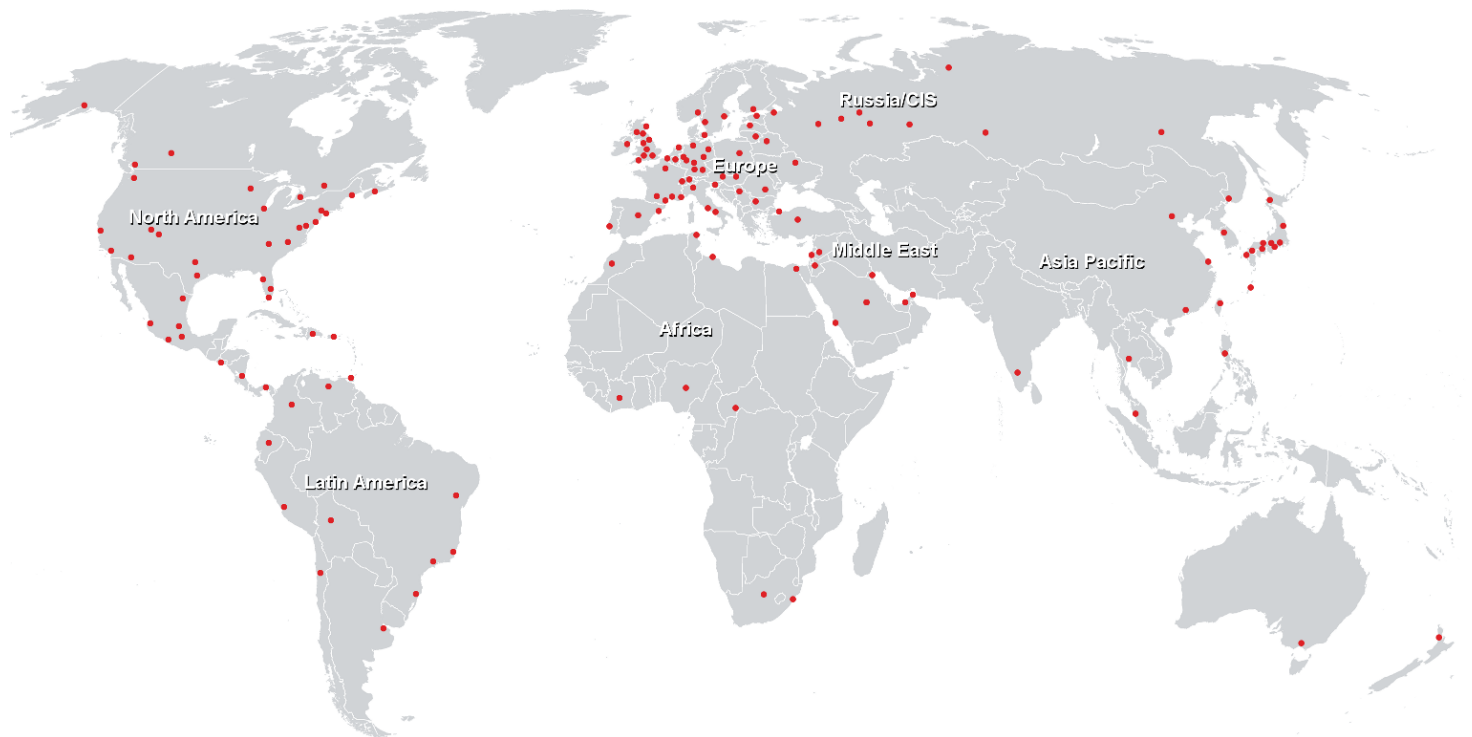 Russia/CIS
Europe
North America
Middle East
Asia Pacific
Africa
Latin America